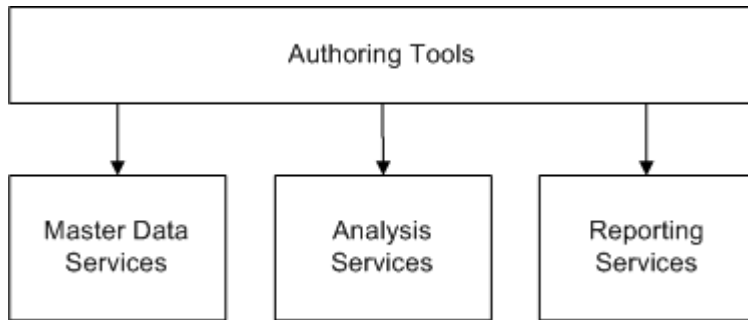 Authoring Tools
Master Data
Services
Analysis
Services
Reporting
Services